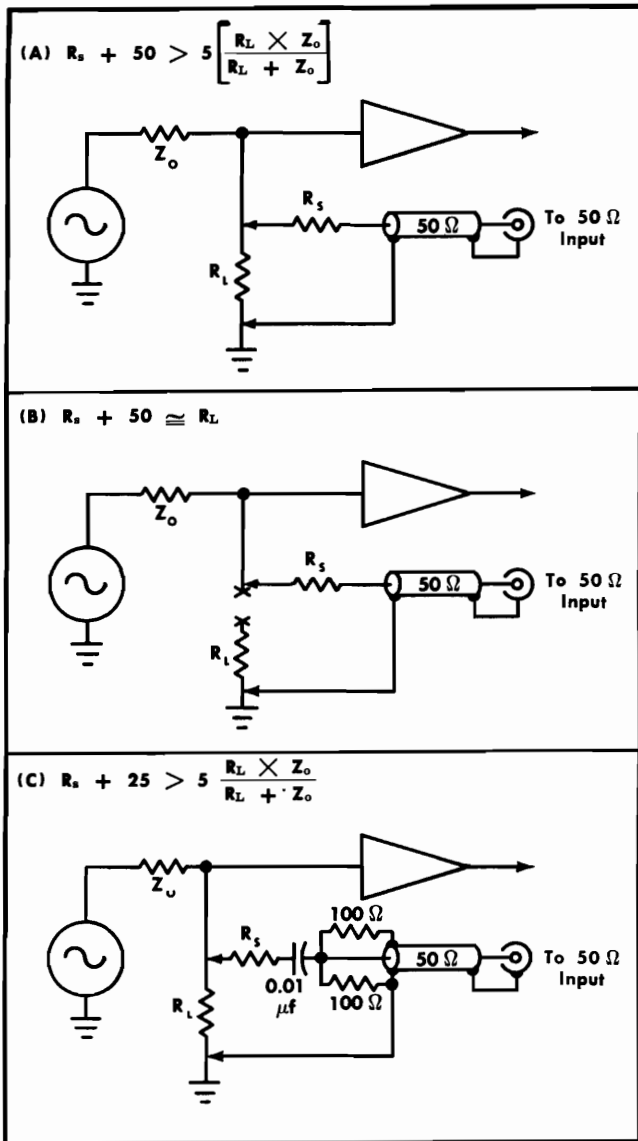 (A) Rs + 50 > 5 [ RL × Zo / RL + Zo ]
Zo
Rs
50 Ω
To 50 Ω
Input
RL
(B) Rs + 50 ≅ RL
Zo
Rs
50 Ω
To 50 Ω
Input
RL
(C) Rs + 25 > 5 RL × Zo / RL + Zo
Zo
100 Ω
Rs
50 Ω
To 50 Ω
Input
0.01
μf
100 Ω
RL